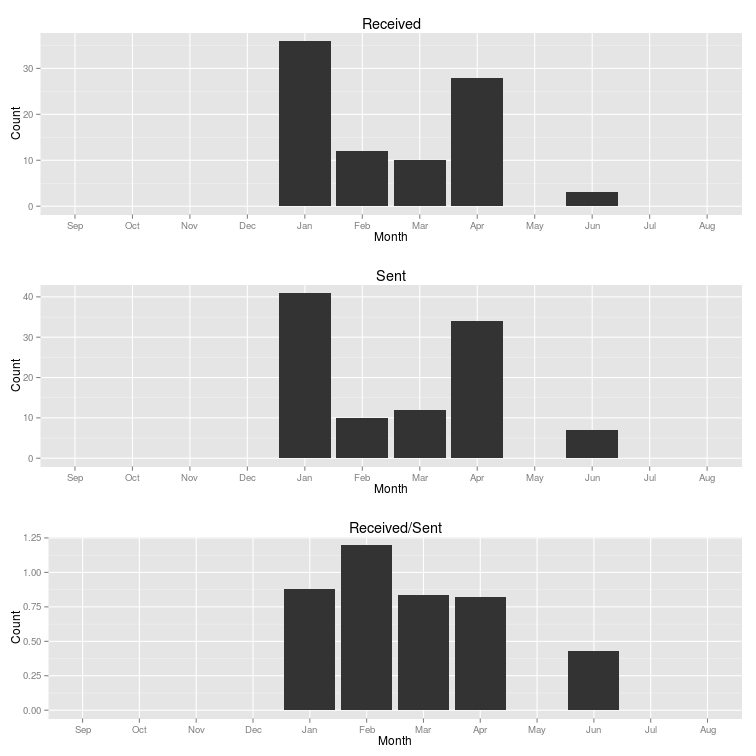 Received
Count
30
20
10
0
Sep Oct Nov Dec Jan Feb Mar Apr May Jun Jul Aug
Month
Sent
Count
40
30
20
10
0
Sep Oct Nov Dec Jan Feb Mar Apr May Jun Jul Aug
Month
Received/Sent
Count
1.25
1.00
0.75
0.50
0.25
0.00
Sep Oct Nov Dec Jan Feb Mar Apr May Jun Jul Aug
Month